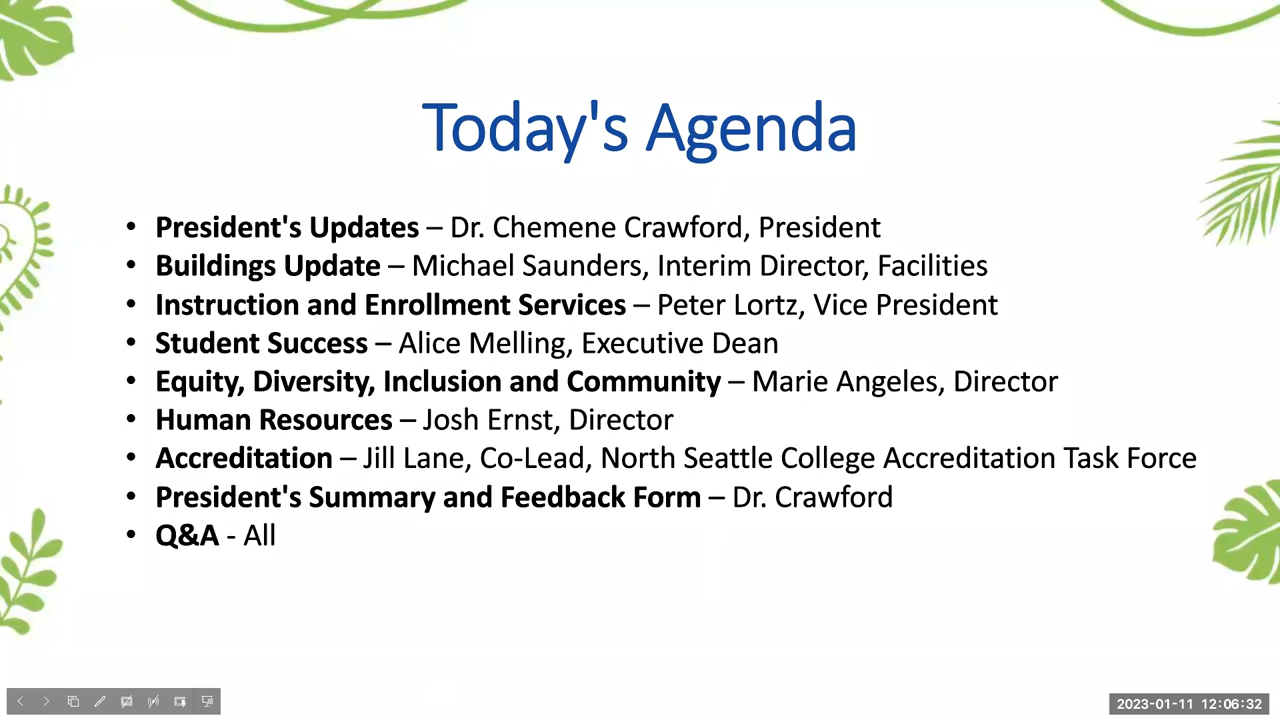 Today's Agenda
• President's Updates – Dr. Chemene Crawford, President
• Buildings Update – Michael Saunders, Interim Director, Facilities
• Instruction and Enrollment Services – Peter Lortz, Vice President
• Student Success – Alice Melling, Executive Dean
• Equity, Diversity, Inclusion and Community – Marie Angeles, Director
• Human Resources – Josh Ernst, Director
• Accreditation – Jill Lane, Co-Lead, North Seattle College Accreditation Task Force
• President's Summary and Feedback Form – Dr. Crawford
• Q&A - All
2023-01-11 12:06:32